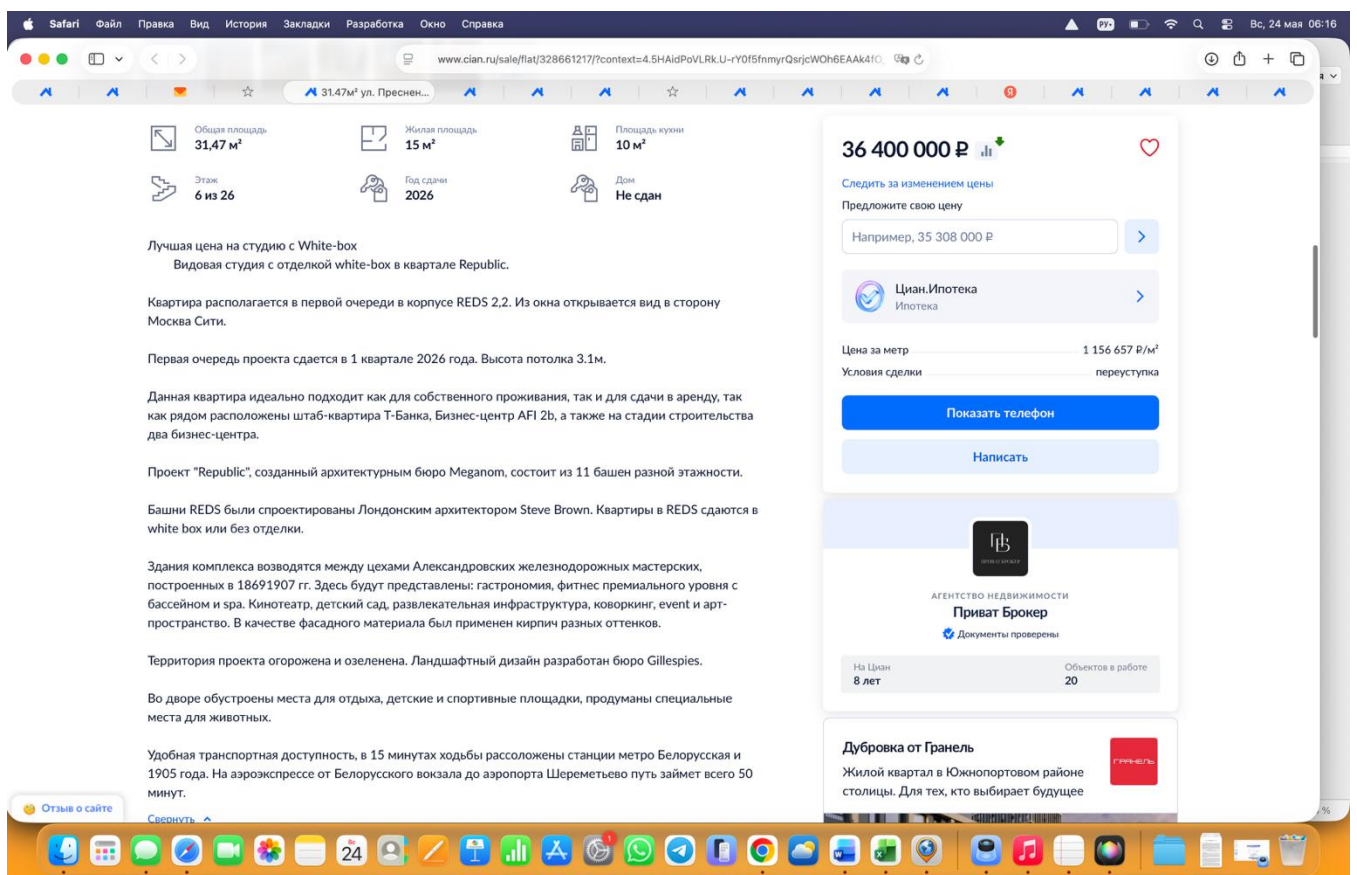 Safari Файл Правка Вид История Закладки Разработка Окно Справка
РУ Вс, 24 мая 06:16
www.cian.ru/sale/flat/328661217/?context=4.5HAidPoVLRk.U-rY0f5fnmyrQsrjcWOh6EAAk4fO
31.47м² ул. Преснен...
Я
Общая площадь
31,47 м²
Жилая площадь
15 м²
Площадь кухни
10 м²
Этаж
6 из 26
Год сдачи
2026
Дом
Не сдан
Лучшая цена на студию с White-box
Видовая студия с отделкой white-box в квартале Republic.
Квартира располагается в первой очереди в корпусе REDS 2,2. Из окна открывается вид в сторону
Москва Сити.
Первая очередь проекта сдается в 1 квартале 2026 года. Высота потолка 3.1м.
Данная квартира идеально подходит как для собственного проживания, так и для сдачи в аренду, так
как рядом расположены штаб-квартира Т-Банка, Бизнес-центр AFI 2b, а также на стадии строительства
два бизнес-центра.
Проект "Republic", созданный архитектурным бюро Meganom, состоит из 11 башен разной этажности.
Башни REDS были спроектированы Лондонским архитектором Steve Brown. Квартиры в REDS сдаются в
white box или без отделки.
Здания комплекса возводятся между цехами Александровских железнодорожных мастерских,
построенных в 18691907 гг. Здесь будут представлены: гастрономия, фитнес премиального уровня с
бассейном и spa. Кинотеатр, детский сад, развлекательная инфраструктура, коворкинг, event и арт-
пространство. В качестве фасадного материала был применен кирпич разных оттенков.
Территория проекта огорожена и озеленена. Ландшафтный дизайн разработан бюро Gillespies.
Во дворе обустроены места для отдыха, детские и спортивные площадки, продуманы специальные
места для животных.
Удобная транспортная доступность, в 15 минутах ходьбы рассоложены станции метро Белорусская и
1905 года. На аэроэкспрессе от Белорусского вокзала до аэропорта Шереметьево путь займет всего 50
минут.
Свернуть
Отзыв о сайте
36 400 000 ₽
Следить за изменением цены
Предложите свою цену
Например, 35 308 000 ₽
Циан.Ипотека
Ипотека
Цена за метр 1 156 657 ₽/м²
Условия сделки переуступка
Показать телефон
Написать
ПБ
АГЕНТСТВО НЕДВИЖИМОСТИ
Приват Брокер
Документы проверены
На Циан
8 лет
Объектов в работе
20
Дубровка от Гранель
Жилой квартал в Южнопортовом районе
столицы. Для тех, кто выбирает будущее
ГРАНЕЛЬ
%
24
1